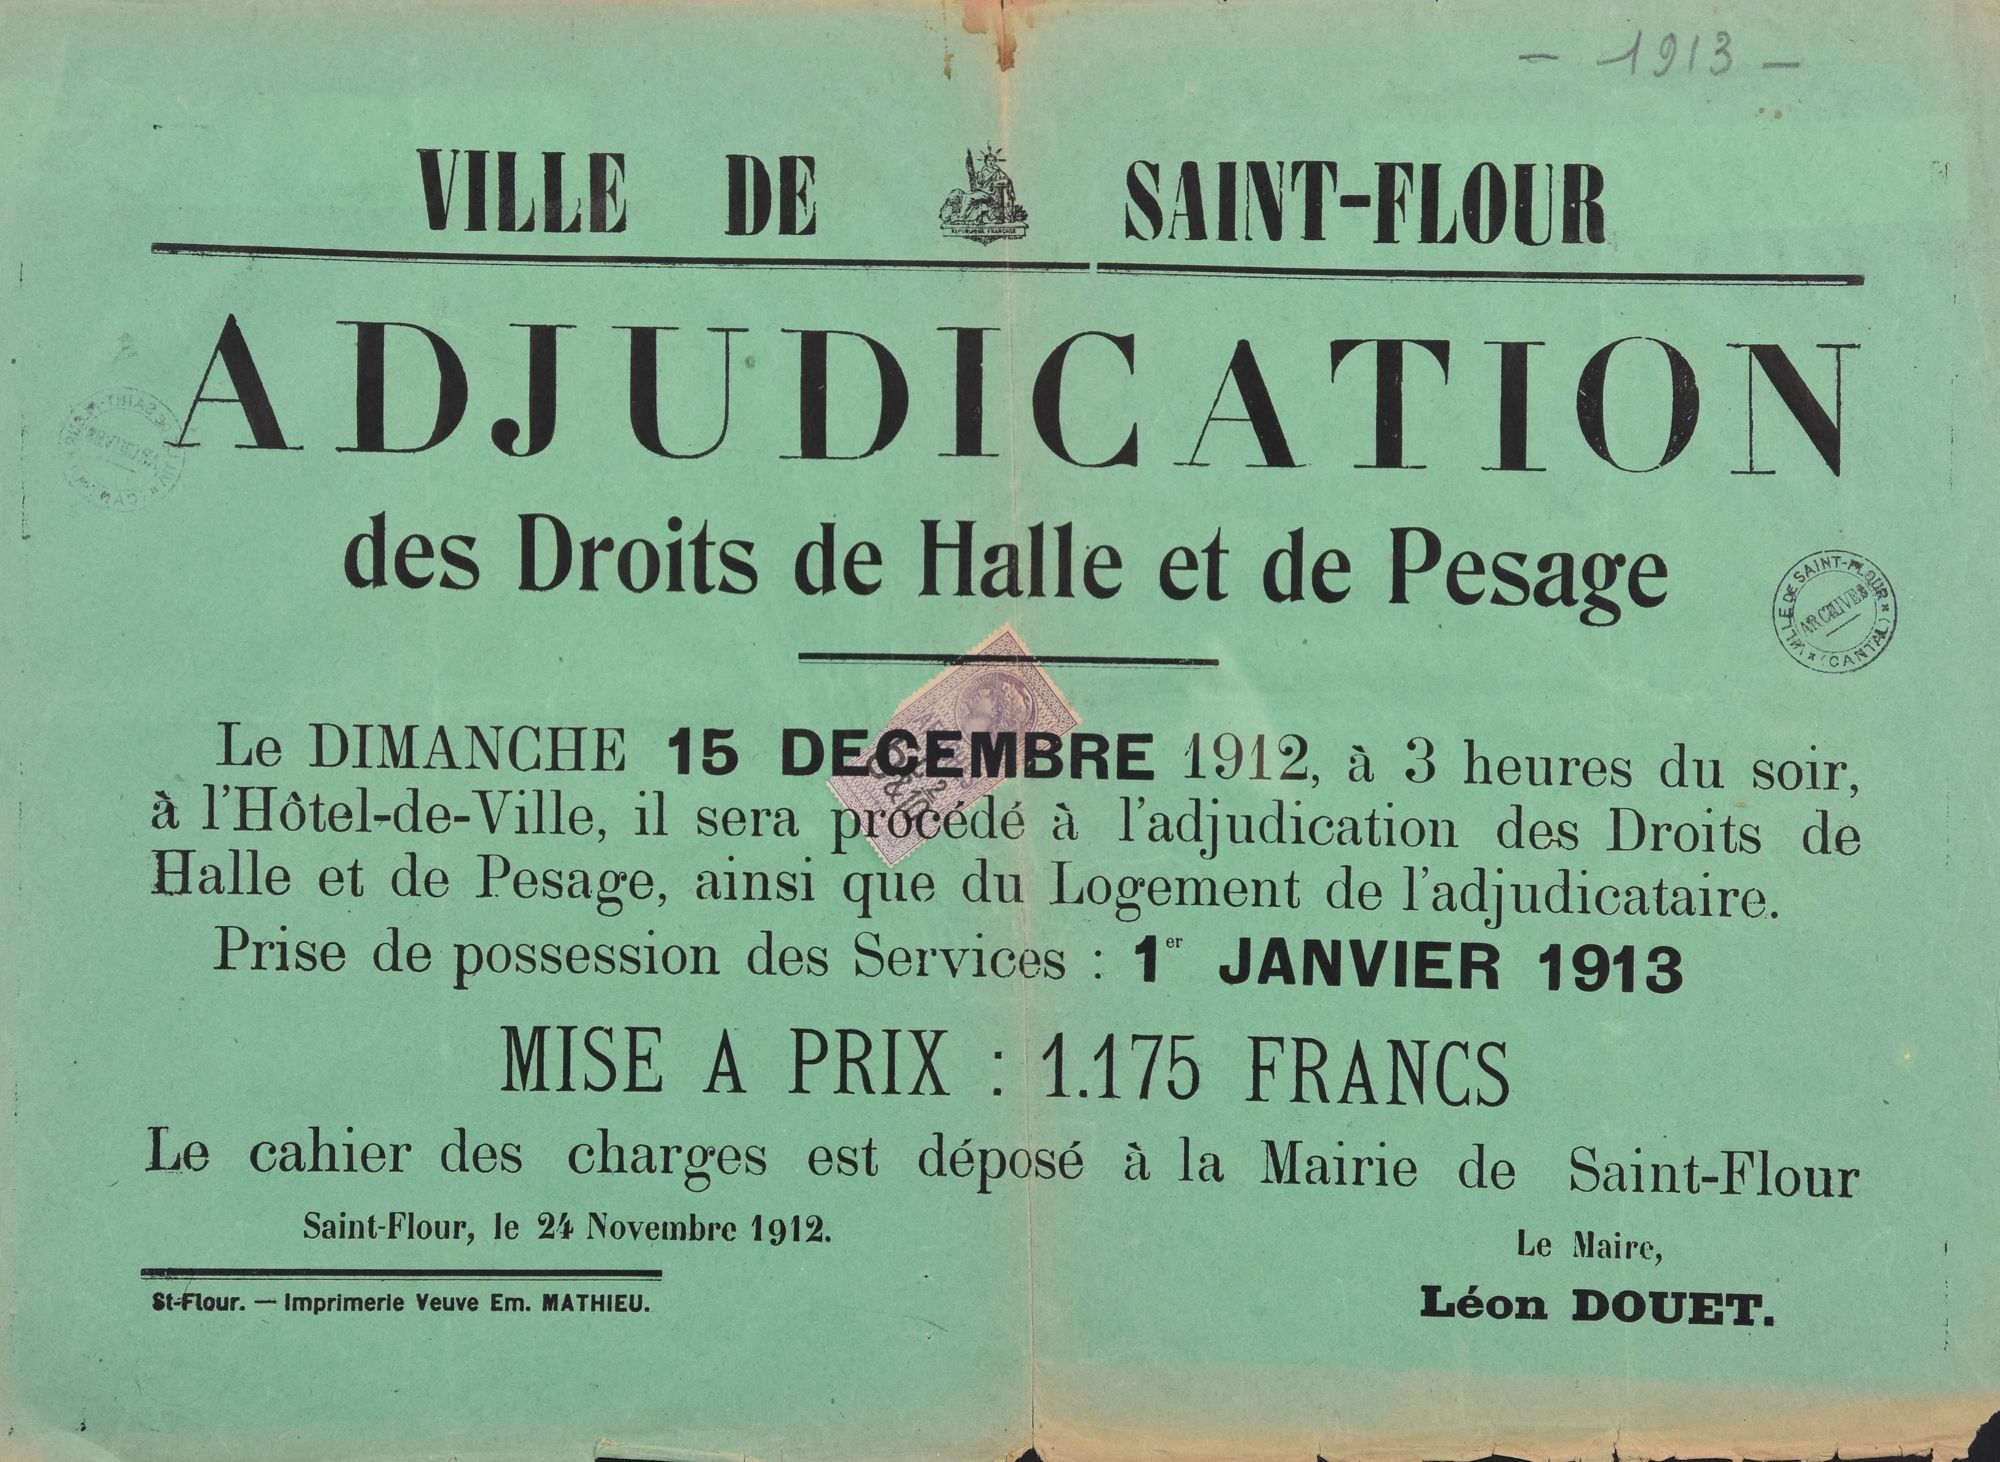 - 1913 -
VILLE DE SAINT-FLOUR
REPUBLIQUE FRANCAISE
ADJUDICATION
des Droits de Halle et de Pesage
VILLE DE SAINT-FLOUR
ARCHIVES
(CANTAL)
Le DIMANCHE 15 DECEMBRE 1912, à 3 heures du soir,
à l'Hôtel-de-Ville, il sera procédé à l'adjudication des Droits de
Halle et de Pesage, ainsi que du Logement de l'adjudicataire.
Prise de possession des Services : 1er JANVIER 1913
MISE A PRIX : 1.175 FRANCS
Le cahier des charges est déposé à la Mairie de Saint-Flour
Saint-Flour, le 24 Novembre 1912.
Le Maire,
Léon DOUET.
St-Flour. — Imprimerie Veuve Em. MATHIEU.